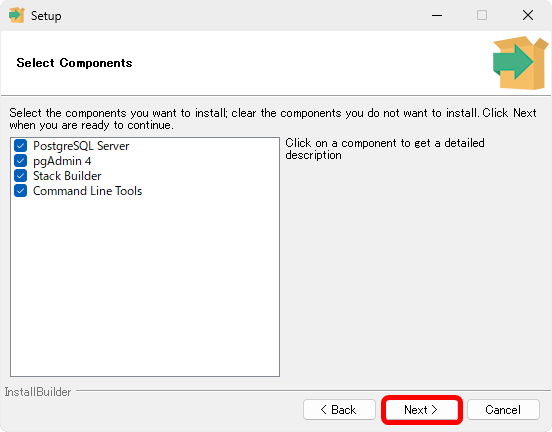 Setup
Select Components
Select the components you want to install; clear the components you do not want to install. Click Next
when you are ready to continue.
PostgreSQL Server
pgAdmin 4
Stack Builder
Command Line Tools
Click on a component to get a detailed
description
InstallBuilder
< Back
Next >
Cancel